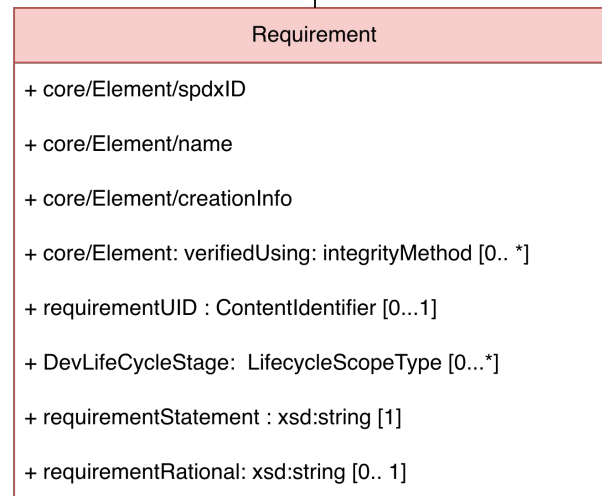 Requirement
+ core/Element/spdxID
+ core/Element/name
+ core/Element/creationInfo
+ core/Element: verifiedUsing: integrityMethod [0.. *]
+ requirementUID : ContentIdentifier [0...1]
+ DevLifeCycleStage:  LifecycleScopeType [0...*]
+ requirementStatement : xsd:string [1]
+ requirementRational: xsd:string [0.. 1]